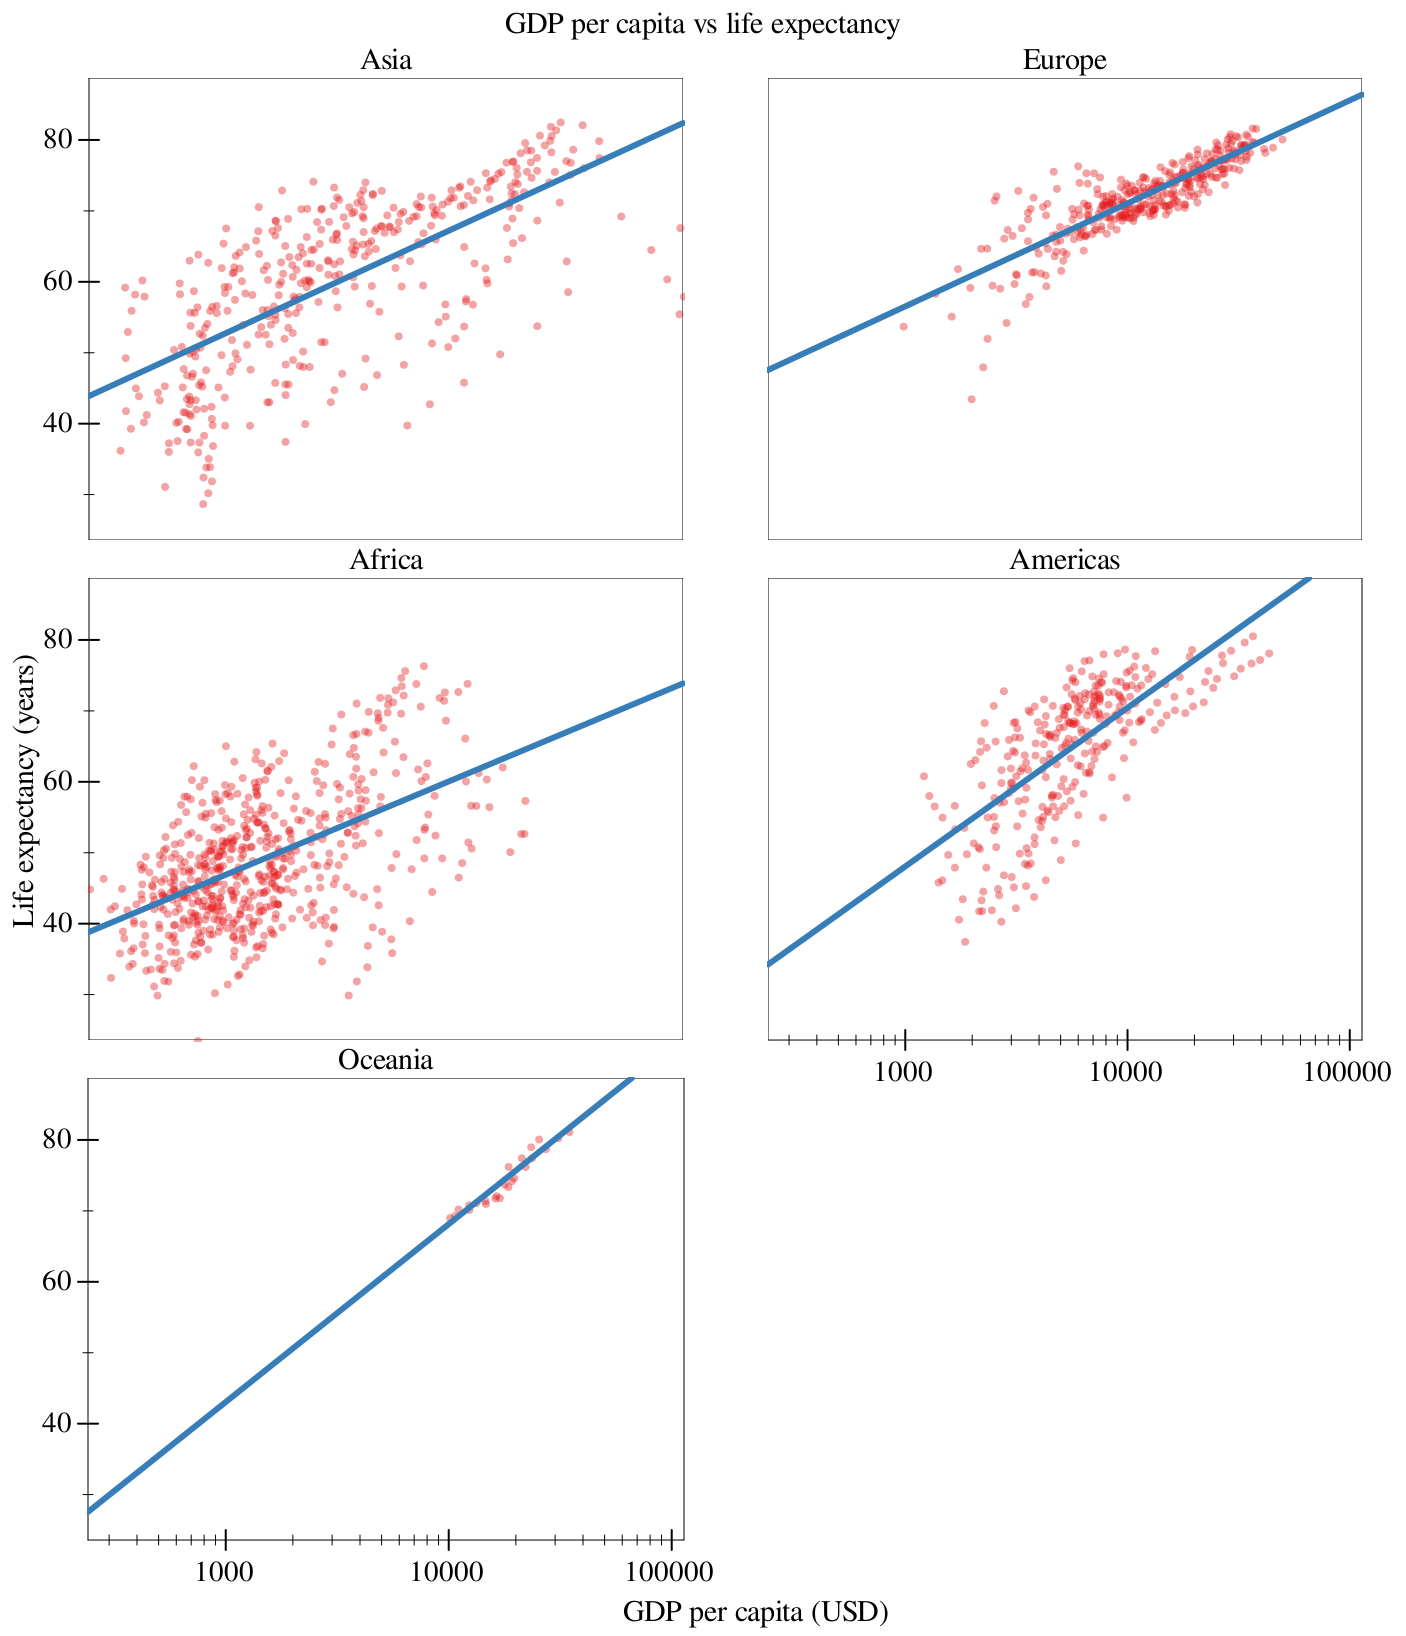 GDP per capita vs life expectancy
Asia
Europe
80
60
40
Africa
Americas
80
60
40
Life expectancy (years)
1000 10000 100000
Oceania
80
60
40
1000 10000 100000
GDP per capita (USD)